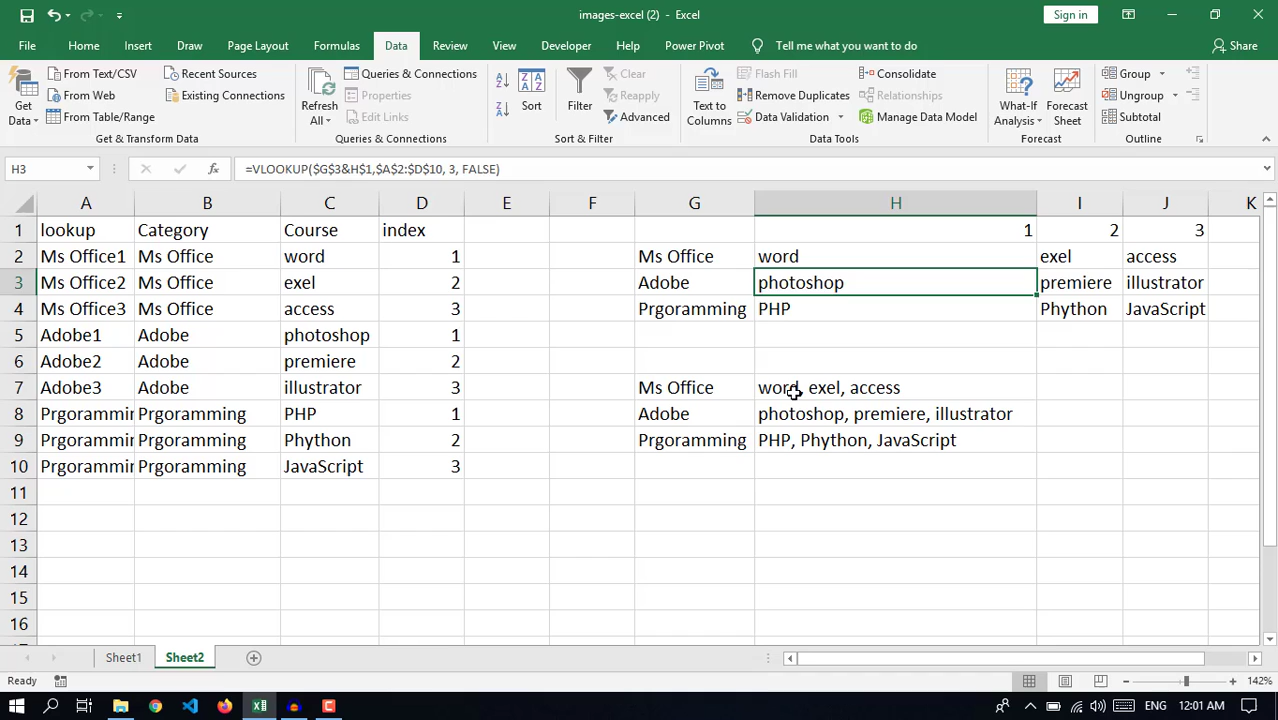 images-excel (2) - Excel
Sign in
File Home Insert Draw Page Layout Formulas Data Review View Developer Help Power Pivot Tell me what you want to do Share
Get Data
From Text/CSV
From Web
From Table/Range
Recent Sources
Existing Connections
Get & Transform Data
Refresh All
Queries & Connections
Properties
Edit Links
Queries & Connections
Sort
Filter
Clear
Reapply
Advanced
Sort & Filter
Text to Columns
Flash Fill
Remove Duplicates
Data Validation
Consolidate
Relationships
Manage Data Model
Data Tools
What-If Analysis
Forecast Sheet
Forecast
Group
Ungroup
Subtotal
Outline
H3 fx =VLOOKUP($G$3&H$1,$A$2:$D$10, 3, FALSE)
A B C D E F G H I J K
1 lookup Category Course index 1 2 3
2 Ms Office1 Ms Office word 1 Ms Office word exel access
3 Ms Office2 Ms Office exel 2 Adobe photoshop premiere illustrator
4 Ms Office3 Ms Office access 3 Prgoramming PHP Phython JavaScript
5 Adobe1 Adobe photoshop 1
6 Adobe2 Adobe premiere 2
7 Adobe3 Adobe illustrator 3 Ms Office word, exel, access
8 Prgorammin Prgoramming PHP 1 Adobe photoshop, premiere, illustrator
9 Prgorammin Prgoramming Phython 2 Prgoramming PHP, Phython, JavaScript
10 Prgorammin Prgoramming JavaScript 3
11
12
13
14
15
16
Sheet1 Sheet2
Ready 142%
ENG 12:01 AM